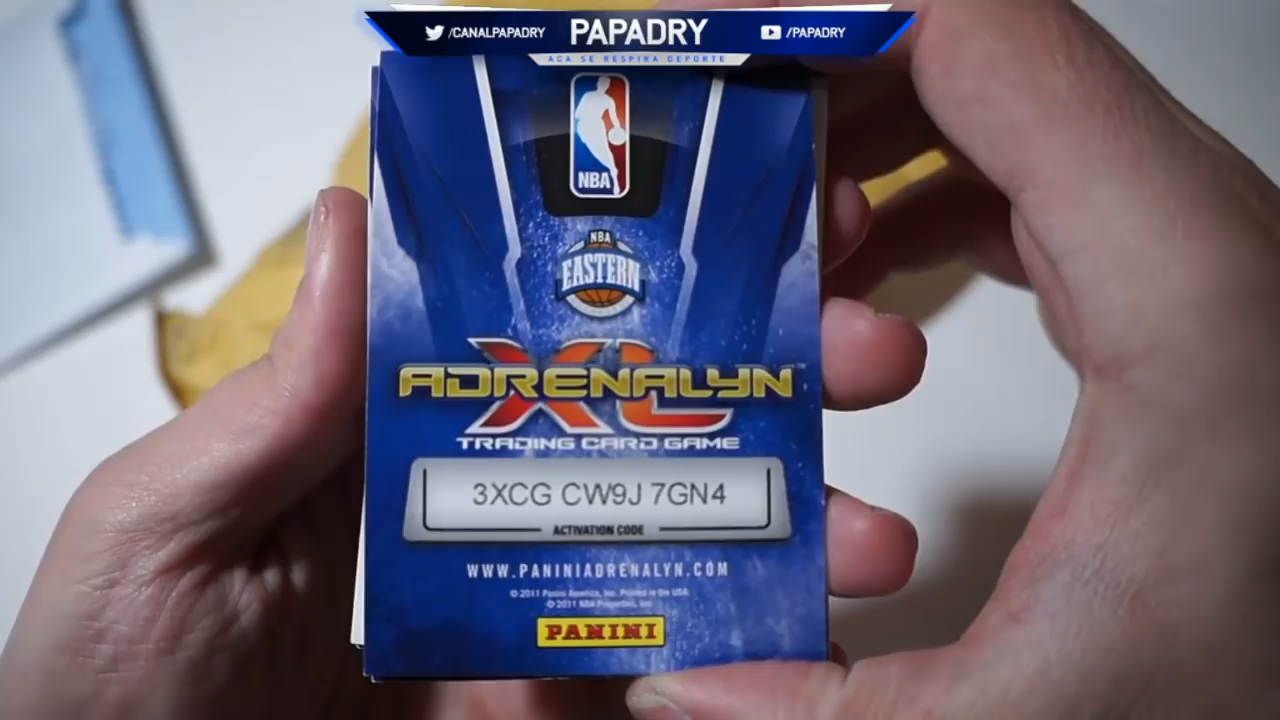 /CANALPAPADRY
PAPADRY
/PAPADRY
ACA SE RESPIRA DEPORTE
NBA
NBA
EASTERN
ADRENALYN™
XL
TRADING CARD GAME
3XCG CW9J 7GN4
ACTIVATION CODE
WWW.PANINIADRENALYN.COM
© 2011 Panini America, Inc. Printed in the USA.
© 2011 NBA Properties, Inc.
PANINI